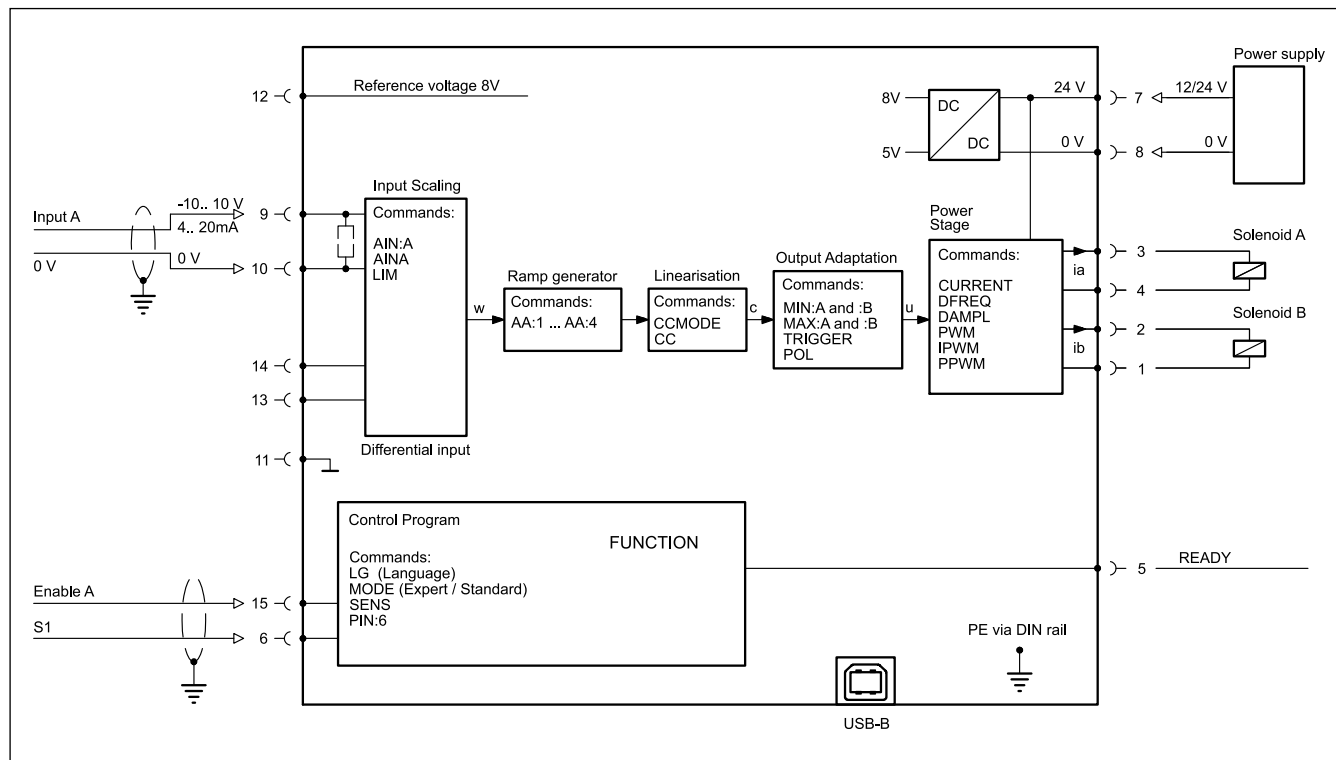 Power supply
Reference voltage 8V
12
8V
DC
24 V
7
12/24 V
5V
DC
0 V
8
0 V
Input Scaling
Input A
-10.. 10 V
4.. 20mA
9
Commands:
AIN:A
AINA
LIM
0 V
0 V
10
Power
Stage
Commands:
CURRENT
DFREQ
DAMPL
PWM
IPWM
PPWM
ia
3
Solenoid A
4
ib
2
Solenoid B
1
w
Ramp generator
Commands:
AA:1 ... AA:4
Linearisation
Commands:
CCMODE
CC
c
Output Adaptation
Commands:
MIN:A and :B
MAX:A and :B
TRIGGER
POL
u
14
13
Differential input
11
Control Program
FUNCTION
Commands:
LG (Language)
MODE (Expert / Standard)
SENS
PIN:6
5
READY
Enable A
15
S1
6
PE via DIN rail
USB-B